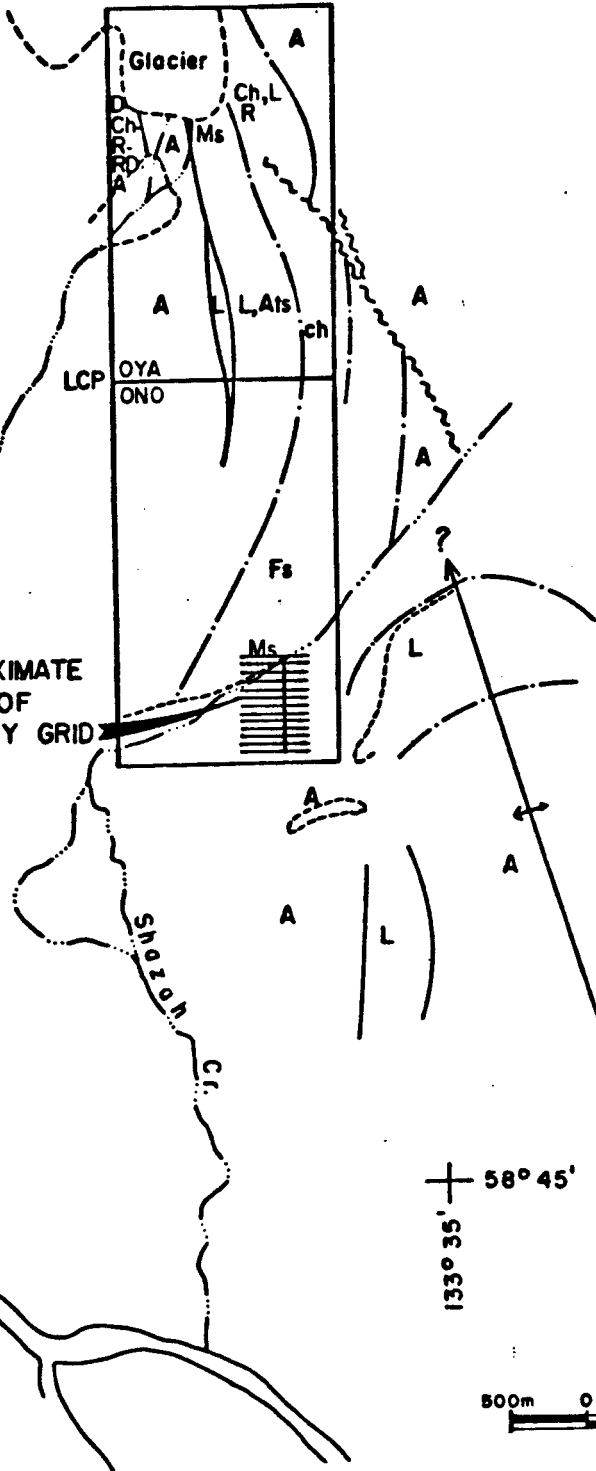 A
Glacier
Ch, L
R
D
Ch-
R-
RD
A
A
Ms
A
L
L, Ats
ch
A
LCP
OYA
ONO
A
?
Fs
Ms
L
XIMATE
OF
Y GRID
A
A
A
L
Shazah Cr.
58° 45'
133° 35'
500m 0